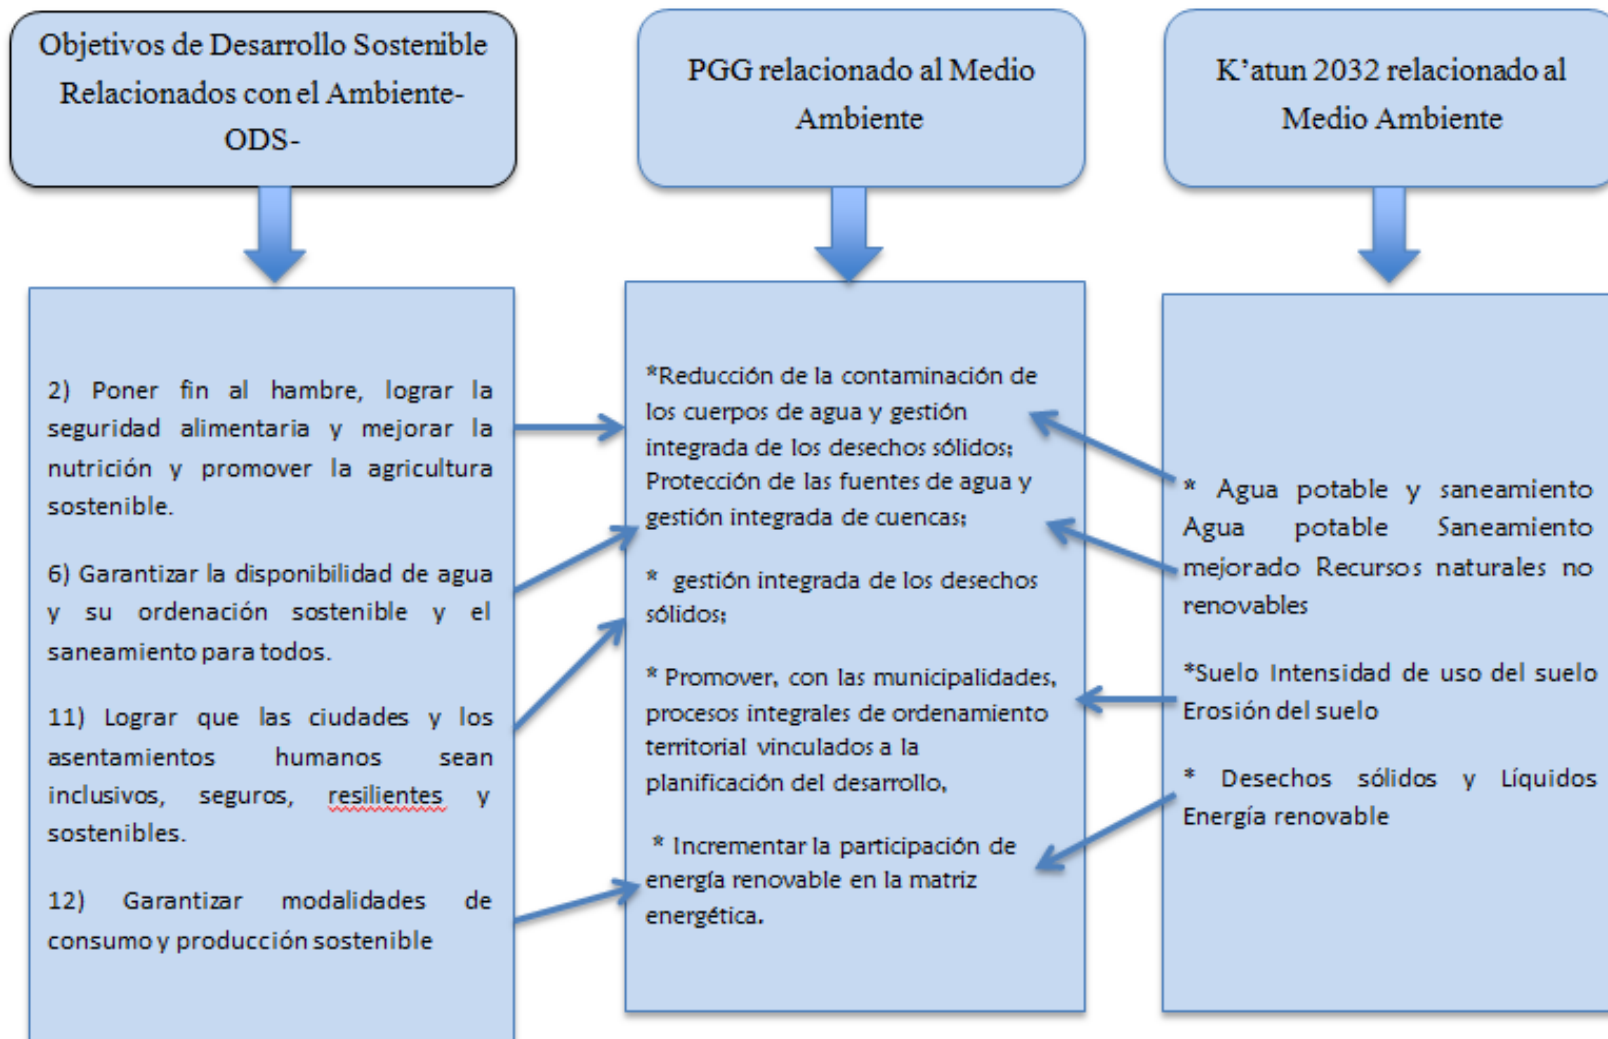 Objetivos de Desarrollo Sostenible
Relacionados con el Ambiente-
ODS-
PGG relacionado al Medio
Ambiente
K'atun 2032 relacionado al
Medio Ambiente
2) Poner fin al hambre, lograr la
seguridad alimentaria y mejorar la
nutrición y promover la agricultura
sostenible.
6) Garantizar la disponibilidad de agua
y su ordenación sostenible y el
saneamiento para todos.
11) Lograr que las ciudades y los
asentamientos humanos sean
inclusivos, seguros, resilientes y
sostenibles.
12) Garantizar modalidades de
consumo y producción sostenible
*Reducción de la contaminación de
los cuerpos de agua y gestión
integrada de los desechos sólidos;
Protección de las fuentes de agua y
gestión integrada de cuencas;
* gestión integrada de los desechos
sólidos;
* Promover, con las municipalidades,
procesos integrales de ordenamiento
territorial vinculados a la
planificación del desarrollo,
* Incrementar la participación de
energía renovable en la matriz
energética.
* Agua potable y saneamiento
Agua potable Saneamiento
mejorado Recursos naturales no
renovables
*Suelo Intensidad de uso del suelo
Erosión del suelo
* Desechos sólidos y Líquidos
Energía renovable